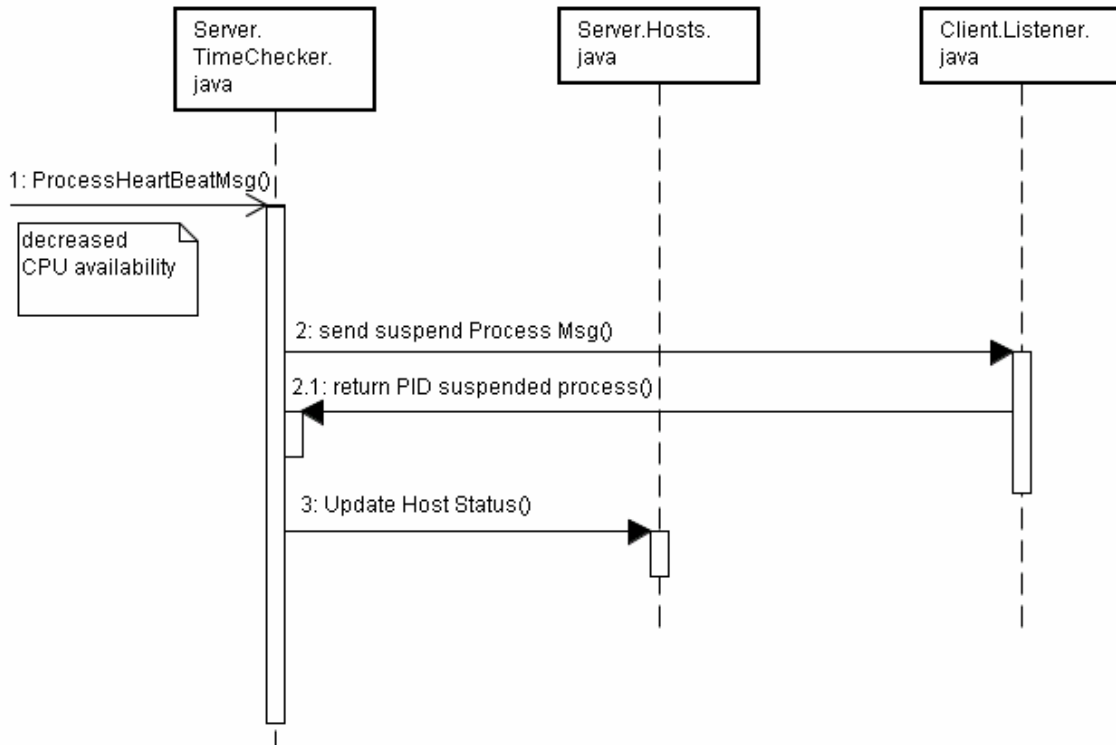 Server.
TimeChecker.
java
Server.Hosts.
java
Client.Listener.
java
1: ProcessHeartBeatMsg()
decreased
CPU availability
2: send suspend Process Msg()
2.1: return PID suspended process()
3: Update Host Status()